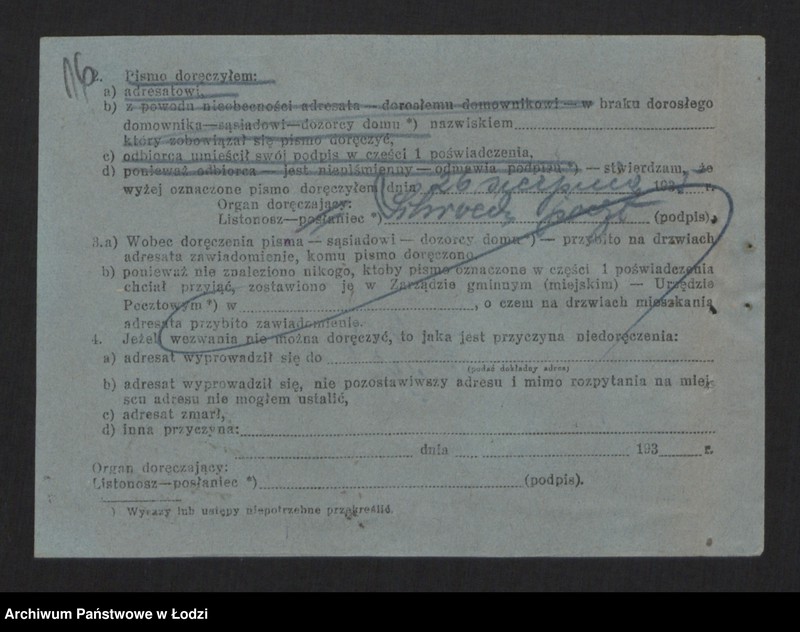 2. Pismo doręczyłem:
a) adresatowi,
b) z powodu nieobecności adresata — dorosłemu domownikowi — w braku dorosłego
domownika—sąsiadowi—dozorcy domu *) nazwiskiem
który zobowiązał się pismo doręczyć,
c) odbiorca umieścił swój podpis w części 1 poświadczenia,
d) ponieważ odbiorca — jest niepiśmienny — odmawia podpisu *) — stwierdzam, że
wyżej oznaczone pismo doręczyłem dnia 26 sierpnia 193 r.
Organ doręczający:
Listonosz—posłaniec *) (podpis).
3.a) Wobec doręczenia pisma — sąsiadowi — dozorcy domu *) — przybito na drzwiach
adresata zawiadomienie, komu pismo doręczono.
b) ponieważ nie znaleziono nikogo, ktoby pismo oznaczone w części 1 poświadczenia
chciał przyjąć, zostawiono je w Zarządzie gminnym (miejskim) — Urzędzie
Pocztowym *) w , o czem na drzwiach mieszkania
adresata przybito zawiadomienie.
4. Jeżeli wezwania nie można doręczyć, to jaka jest przyczyna niedoręczenia:
a) adresat wyprowadził się do
(podać dokładny adres)
b) adresat wyprowadził się, nie pozostawiwszy adresu i mimo rozpytania na miej-
scu adresu nie mogłem ustalić,
c) adresat zmarł,
d) inna przyczyna:
dnia 193 r.
Organ doręczający:
Listonosz—posłaniec *) (podpis).
*) Wyrazy lub ustępy niepotrzebne przekreślić.
Archiwum Państwowe w Łodzi